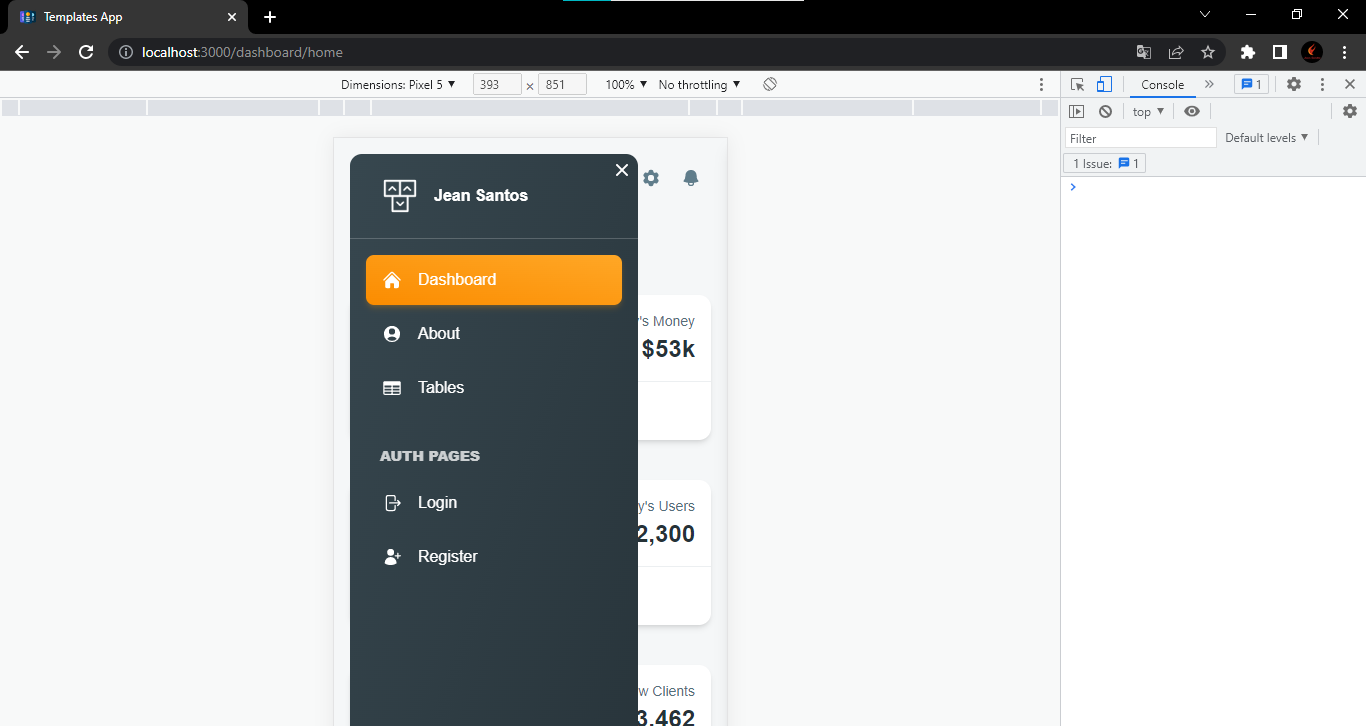 Templates App
localhost:3000/dashboard/home
Dimensions: Pixel 5
393
×
851
100%
No throttling
Console
1
top
Filter
Default levels
1 Issue:
1
Jean Santos
Dashboard
About
Tables
AUTH PAGES
Login
Register
's Money
$53k
y's Users
2,300
w Clients
3,462